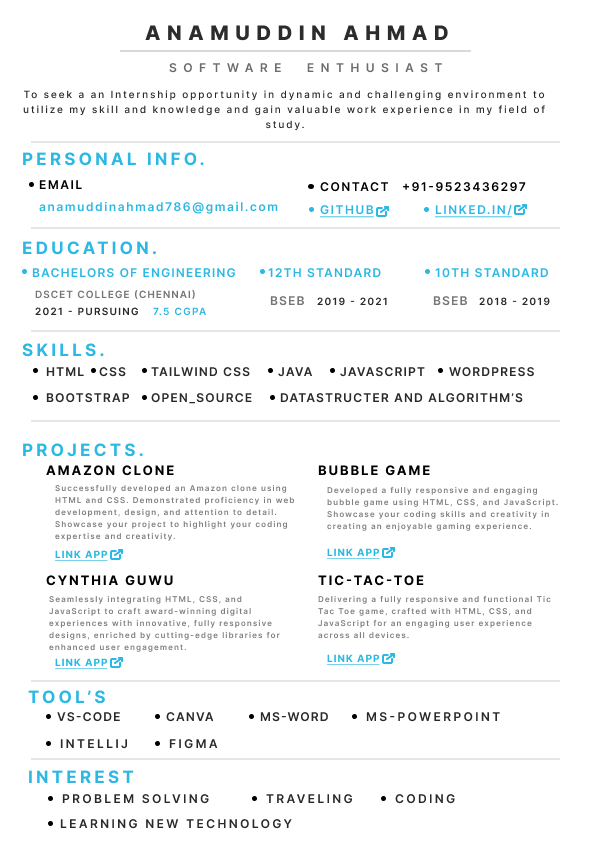 ANAMUDDIN AHMAD
SOFTWARE ENTHUSIAST
To seek a an Internship opportunity in dynamic and challenging environment to
utilize my skill and knowledge and gain valuable work experience in my field of
study.
PERSONAL INFO.
• EMAIL
anamuddinahmad786@gmail.com
• CONTACT +91-9523436297
• GITHUB • LINKED.IN/
EDUCATION.
• BACHELORS OF ENGINEERING
DSCET COLLEGE (CHENNAI)
2021 - PURSUING 7.5 CGPA
• 12TH STANDARD
BSEB 2019 - 2021
• 10TH STANDARD
BSEB 2018 - 2019
SKILLS.
• HTML • CSS • TAILWIND CSS • JAVA • JAVASCRIPT • WORDPRESS
• BOOTSTRAP • OPEN_SOURCE • DATASTRUCTER AND ALGORITHM'S
PROJECTS.
AMAZON CLONE
Successfully developed an Amazon clone using
HTML and CSS. Demonstrated proficiency in web
development, design, and attention to detail.
Showcase your project to highlight your coding
expertise and creativity.
LINK APP
BUBBLE GAME
Developed a fully responsive and engaging
bubble game using HTML, CSS, and JavaScript.
Showcase your coding skills and creativity in
creating an enjoyable gaming experience.
LINK APP
CYNTHIA GUWU
Seamlessly integrating HTML, CSS, and
JavaScript to craft award-winning digital
experiences with innovative, fully responsive
designs, enriched by cutting-edge libraries for
enhanced user engagement.
LINK APP
TIC-TAC-TOE
Delivering a fully responsive and functional Tic
Tac Toe game, crafted with HTML, CSS, and
JavaScript for an engaging user experience
across all devices.
LINK APP
TOOL'S
• VS-CODE • CANVA • MS-WORD • MS-POWERPOINT
• INTELLIJ • FIGMA
INTEREST
• PROBLEM SOLVING • TRAVELING • CODING
• LEARNING NEW TECHNOLOGY